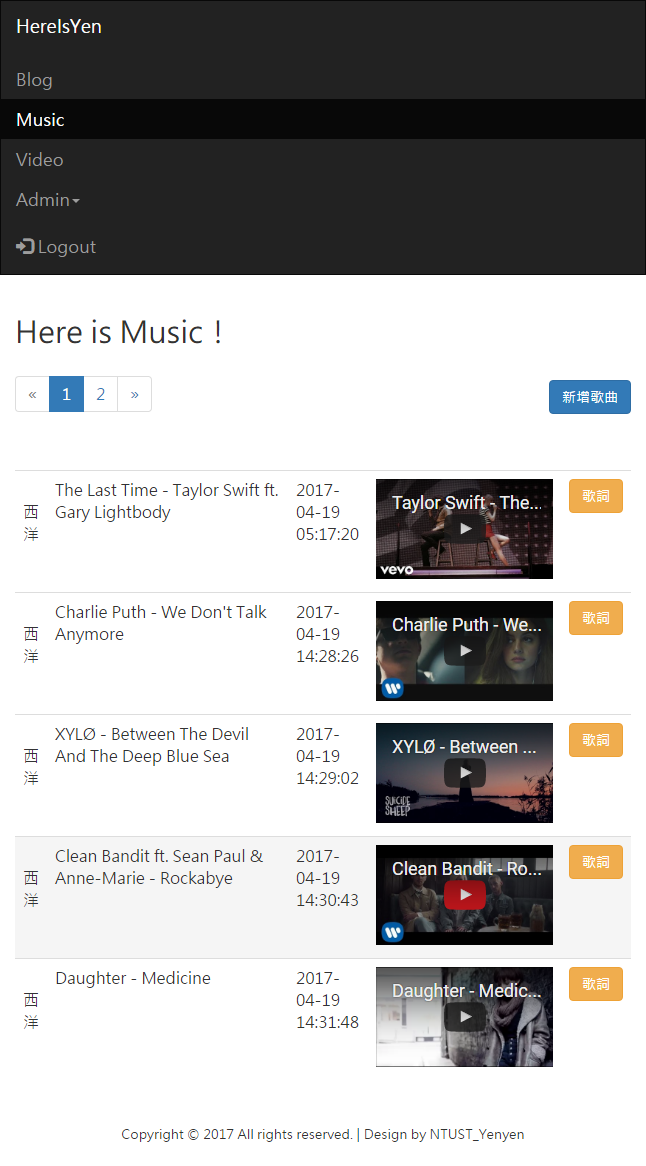 HereIsYen
Blog
Music
Video
Admin
Logout
Here is Music！
«
1
2
»
新增歌曲
西
洋
The Last Time - Taylor Swift ft.
Gary Lightbody
2017-
04-19
05:17:20
Taylor Swift - The...
vevo
歌詞
西
洋
Charlie Puth - We Don't Talk
Anymore
2017-
04-19
14:28:26
Charlie Puth - We...
歌詞
西
洋
XYLØ - Between The Devil
And The Deep Blue Sea
2017-
04-19
14:29:02
XYLØ - Between ...
SUICIDE
SHEEP
歌詞
西
洋
Clean Bandit ft. Sean Paul &
Anne-Marie - Rockabye
2017-
04-19
14:30:43
Clean Bandit - Ro...
歌詞
西
洋
Daughter - Medicine
2017-
04-19
14:31:48
Daughter - Medic...
歌詞
Copyright © 2017 All rights reserved. | Design by NTUST_Yenyen